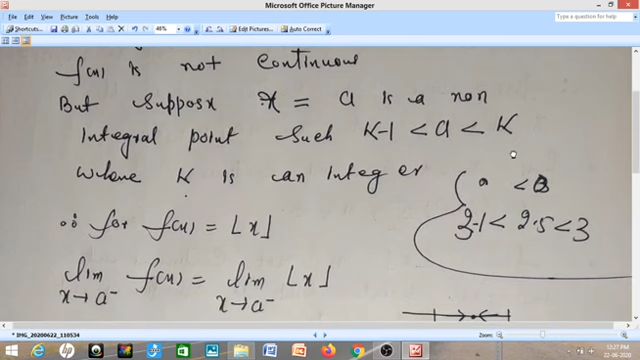 Microsoft Office Picture Manager
File Edit View Picture Tools Help
Type a question for help
Shortcuts... 48% Edit Pictures... Auto Correct
f(x) is not continuous
But Suppox x = a is a non
Integral point such K-1 < a < K
where K is an Integer
∴ for f(x) = ⌊x⌋
3-1 < 2.5 < 3
lim f(x) = lim ⌊x⌋
x→a⁻ x→a⁻
* IMG_20200622_110534
Zoom:
12:27 PM
22-06-2020